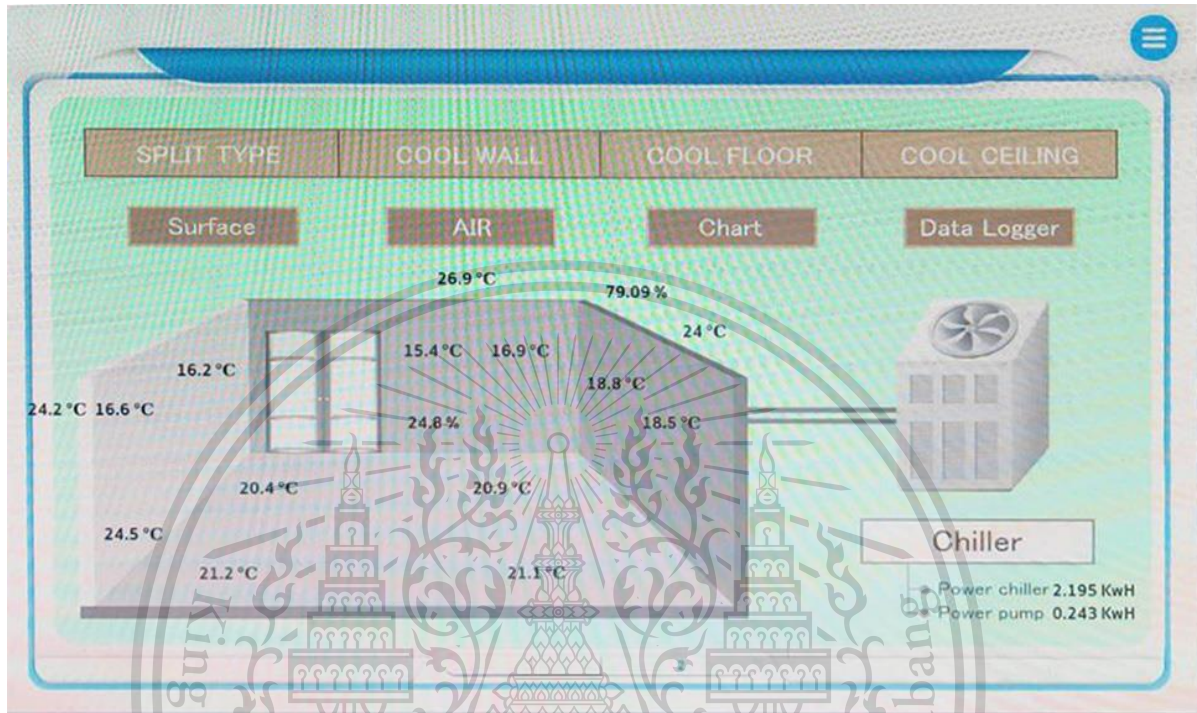 SPLIT TYPE COOL WALL COOL FLOOR COOL CEILING
Surface AIR Chart Data Logger
26.9 °C
79.09 %
24 °C
15.4 °C 16.9 °C
16.2 °C
18.8 °C
24.2 °C 16.6 °C
24.8 %
18.5 °C
20.4 °C 20.9 °C
24.5 °C
Chiller
21.2 °C 21.1 °C
Power chiller 2.195 KwH
Power pump 0.243 KwH
King
bang